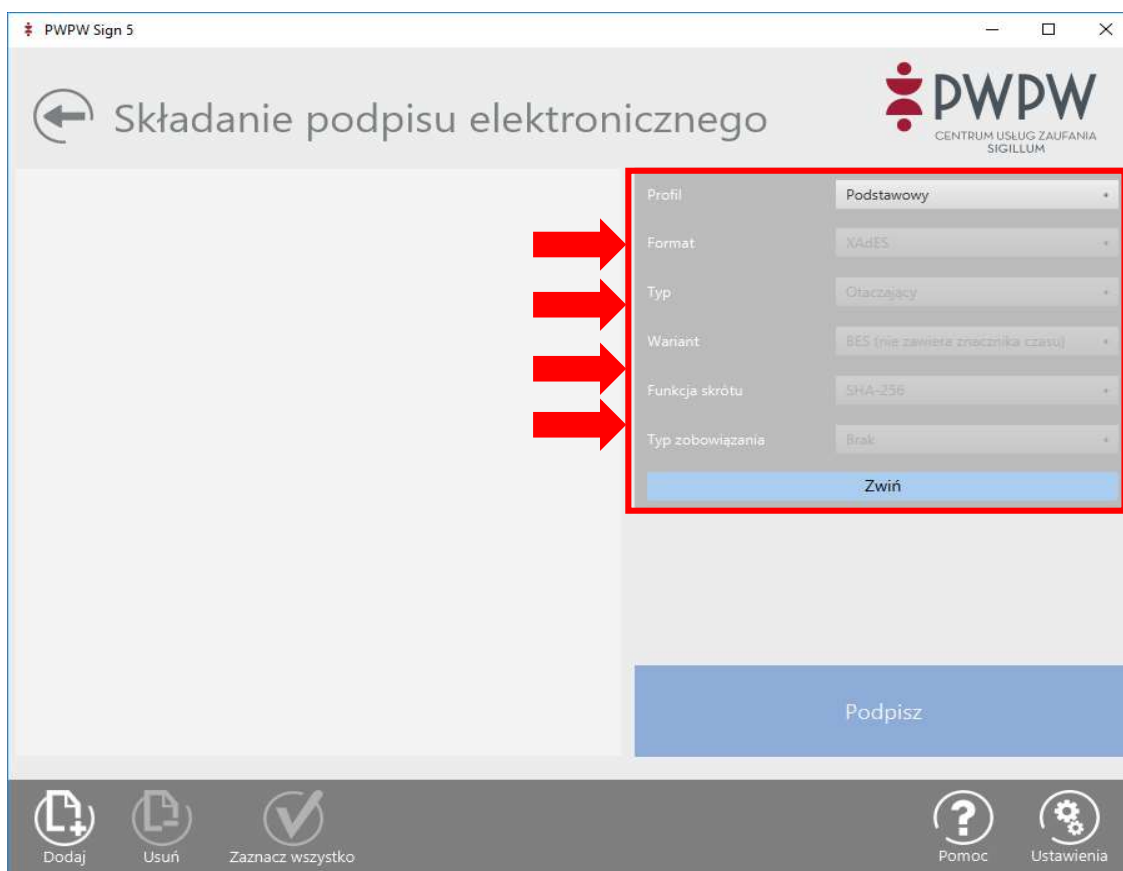 PWPW Sign 5
Składanie podpisu elektronicznego
PWPW
CENTRUM USŁUG ZAUFANIA
SIGILLUM
Profil Podstawowy
Format XAdES
Typ Otaczający
Wariant BES (nie zawiera znacznika czasu)
Funkcja skrótu SHA-256
Typ zobowiązania Brak
Zwiń
Podpisz
Dodaj Usuń Zaznacz wszystko Pomoc Ustawienia